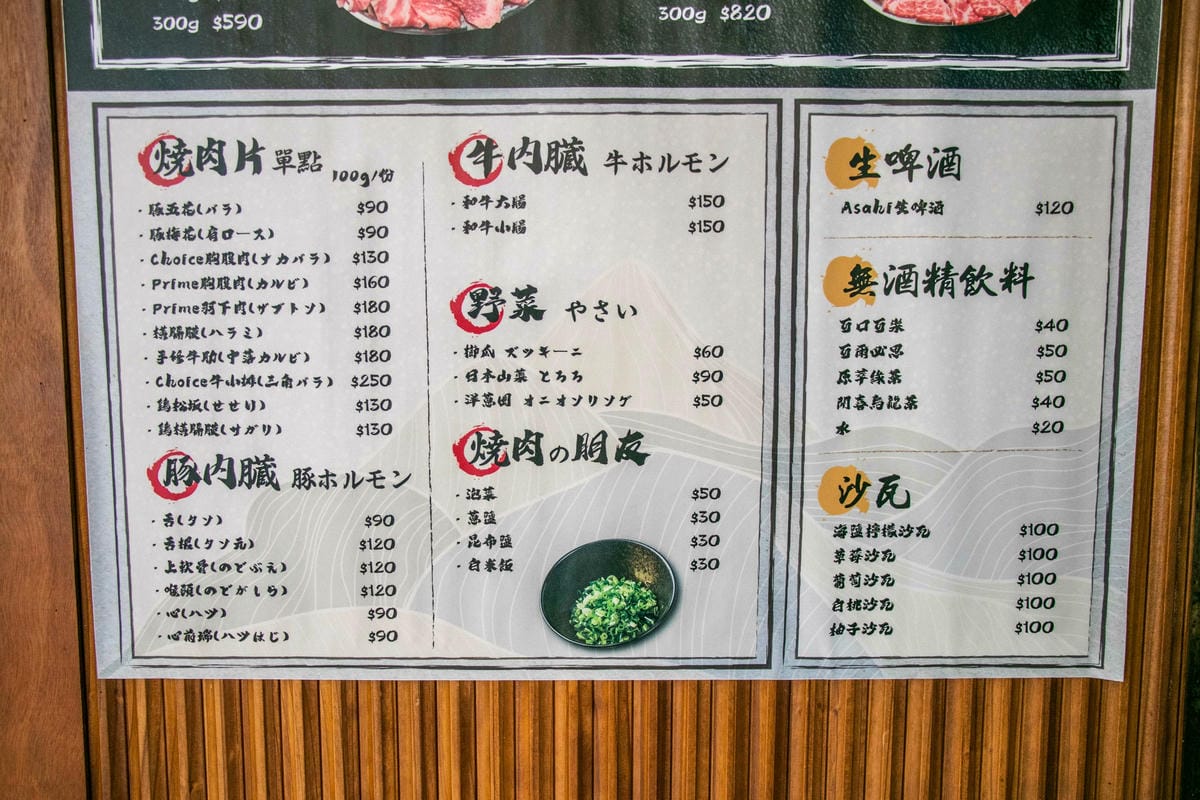 300g $590
300g $820
燒肉片 單點 100g/份
·豚五花(バラ) $90
·豚梅花(肩ロース) $90
·Choice胸腹肉(ナカバラ) $130
·Prime胸腹肉(カルビ) $160
·Prime羽下肉(ザブトン) $180
·橫膈膜(ハラミ) $180
·手切牛肋(中落カルビ) $180
·Choice牛小排(三角バラ) $250
·鶏松坂(せせり) $130
·鶏橫膈膜(サガリ) $130
豚內臟 豚ホルモン
·舌(タン) $90
·舌根(タン元) $120
·上軟骨(のどぶえ) $120
·喉頭(のどがしら) $120
·心(ハツ) $90
·心前端(ハツはじ) $90
牛內臟 牛ホルモン
·和牛大腸 $150
·和牛小腸 $150
野菜 やさい
·櫛瓜 ズッキーニ $60
·日本山藥 とろろ $90
·洋蔥圈 オニオンリング $50
燒肉の朋友
·泡菜 $50
·蔥鹽 $30
·昆布鹽 $30
·白米飯 $30
生啤酒
Asahi生啤酒 $120
無酒精飲料
可口可樂 $40
可爾必思 $50
原萃綠茶 $50
開喜烏龍茶 $40
水 $20
沙瓦
海鹽檸檬沙瓦 $100
草莓沙瓦 $100
葡萄沙瓦 $100
白桃沙瓦 $100
柚子沙瓦 $100